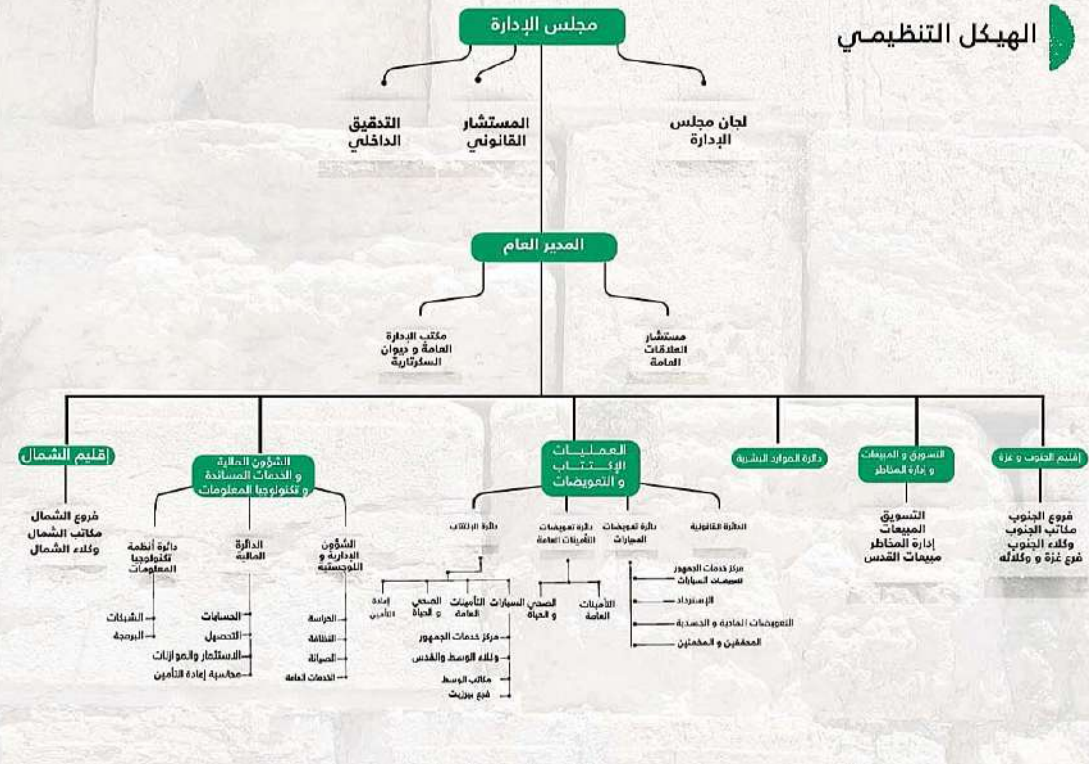 الهيكل التنظيمي
مجلس الإدارة
لجان مجلس
الإدارة
المستشار
القانوني
التدقيق
الداخلي
المدير العام
مستشار
العلاقات
العامة
مكتب الإدارة
العامة و ديوان
السكرتارية
إقليم الجنوب و غزة
فروع الجنوب
مكاتب الجنوب
وكلاء الجنوب
فرع غزة و وكلائه
التسويق و المبيعات
و إدارة المخاطر
التسويق
المبيعات
إدارة المخاطر
مبيعات القدس
دائرة الموارد البشرية
العمليات
الإكتتاب
و التعويضات
الدائرة القانونية
دائرة تعويضات
السيارات
مركز خدمات الجمهور
الإسترداد
التعويضات المادية و الجسدية
المحققين و المخمنين
دائرة تعويضات
التأمينات العامة
التأمينات
العامة
الصحي
و الحياة
دائرة الإكتتاب
السيارات
التأمينات
العامة
الصحي
و الحياة
إعادة
التأمين
مركز خدمات الجمهور
وكلاء الوسط والقدس
مكاتب الوسط
فرع بيرزيت
الشؤون المالية
و الخدمات المساندة
و تكنولوجيا المعلومات
الشؤون
الإدارية و
اللوجستية
الحراسة
النظافة
الصيانة
الخدمات العامة
الدائرة
المالية
الحسابات
التحصيل
الاستثمار والموازنات
محاسبة إعادة التأمين
دائرة أنظمة
تكنولوجيا
المعلومات
الشبكات
البرمجة
إقليم الشمال
فروع الشمال
مكاتب الشمال
وكلاء الشمال